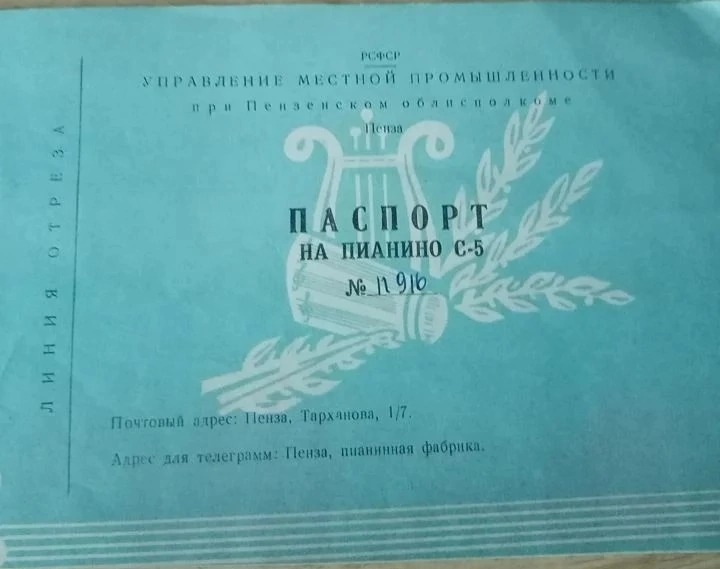 РСФСР
УПРАВЛЕНИЕ МЕСТНОЙ ПРОМЫШЛЕННОСТИ
при Пензенском облисполкоме
Пенза
ПАСПОРТ
НА ПИАНИНО С-5
№ 11916
Почтовый адрес: Пенза, Тарханова, 1/7.
Адрес для телеграмм: Пенза, пианинная фабрика.
ЛИНИЯ ОТРЕЗА